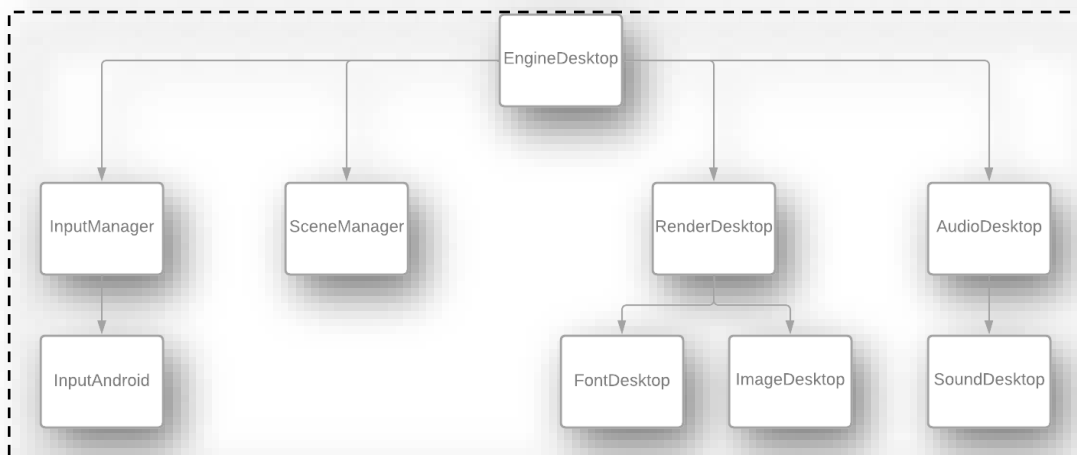 EngineDesktop
InputManager
SceneManager
RenderDesktop
AudioDesktop
InputAndroid
FontDesktop
ImageDesktop
SoundDesktop